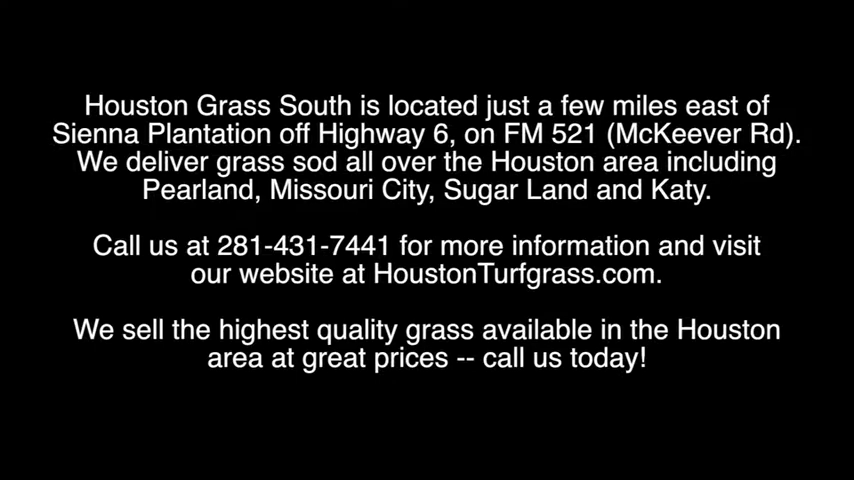 Houston Grass South is located just a few miles east of
Sienna Plantation off Highway 6, on FM 521 (McKeever Rd).
We deliver grass sod all over the Houston area including
Pearland, Missouri City, Sugar Land and Katy.
Call us at 281-431-7441 for more information and visit
our website at HoustonTurfgrass.com.
We sell the highest quality grass available in the Houston
area at great prices -- call us today!